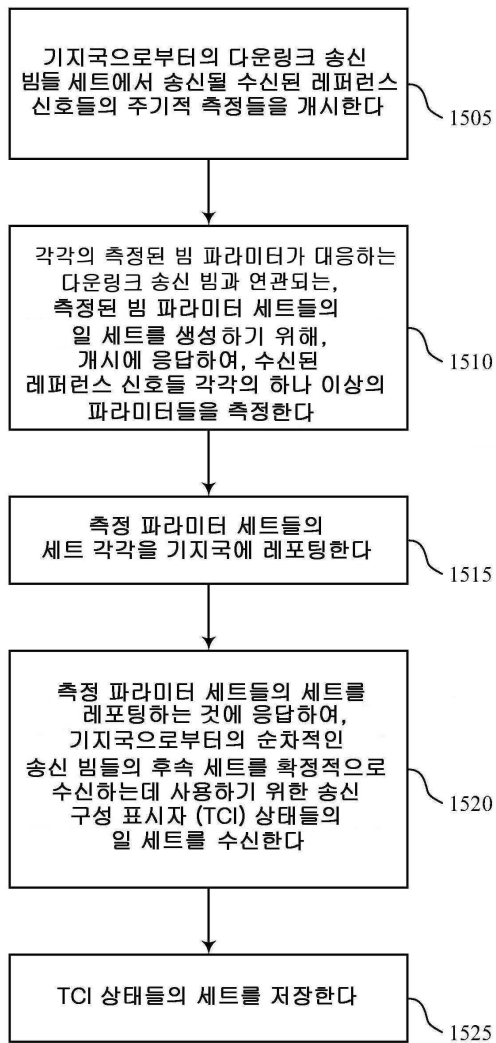 기지국으로부터의 다운링크 송신
빔들 세트에서 송신될 수신된 레퍼런스
신호들의 주기적 측정들을 개시한다
1505
각각의 측정된 빔 파라미터가 대응하는
다운링크 송신 빔과 연관되는,
측정된 빔 파라미터 세트들의
일 세트를 생성하기 위해,
개시에 응답하여, 수신된
레퍼런스 신호들 각각의 하나 이상의
파라미터들을 측정한다
1510
측정 파라미터 세트들의
세트 각각을 기지국에 레포팅한다
1515
측정 파라미터 세트들의 세트를
레포팅하는 것에 응답하여,
기지국으로부터의 순차적인
송신 빔들의 후속 세트를 확정적으로
수신하는데 사용하기 위한 송신
구성 표시자 (TCI) 상태들의
일 세트를 수신한다
1520
TCI 상태들의 세트를 저장한다
1525